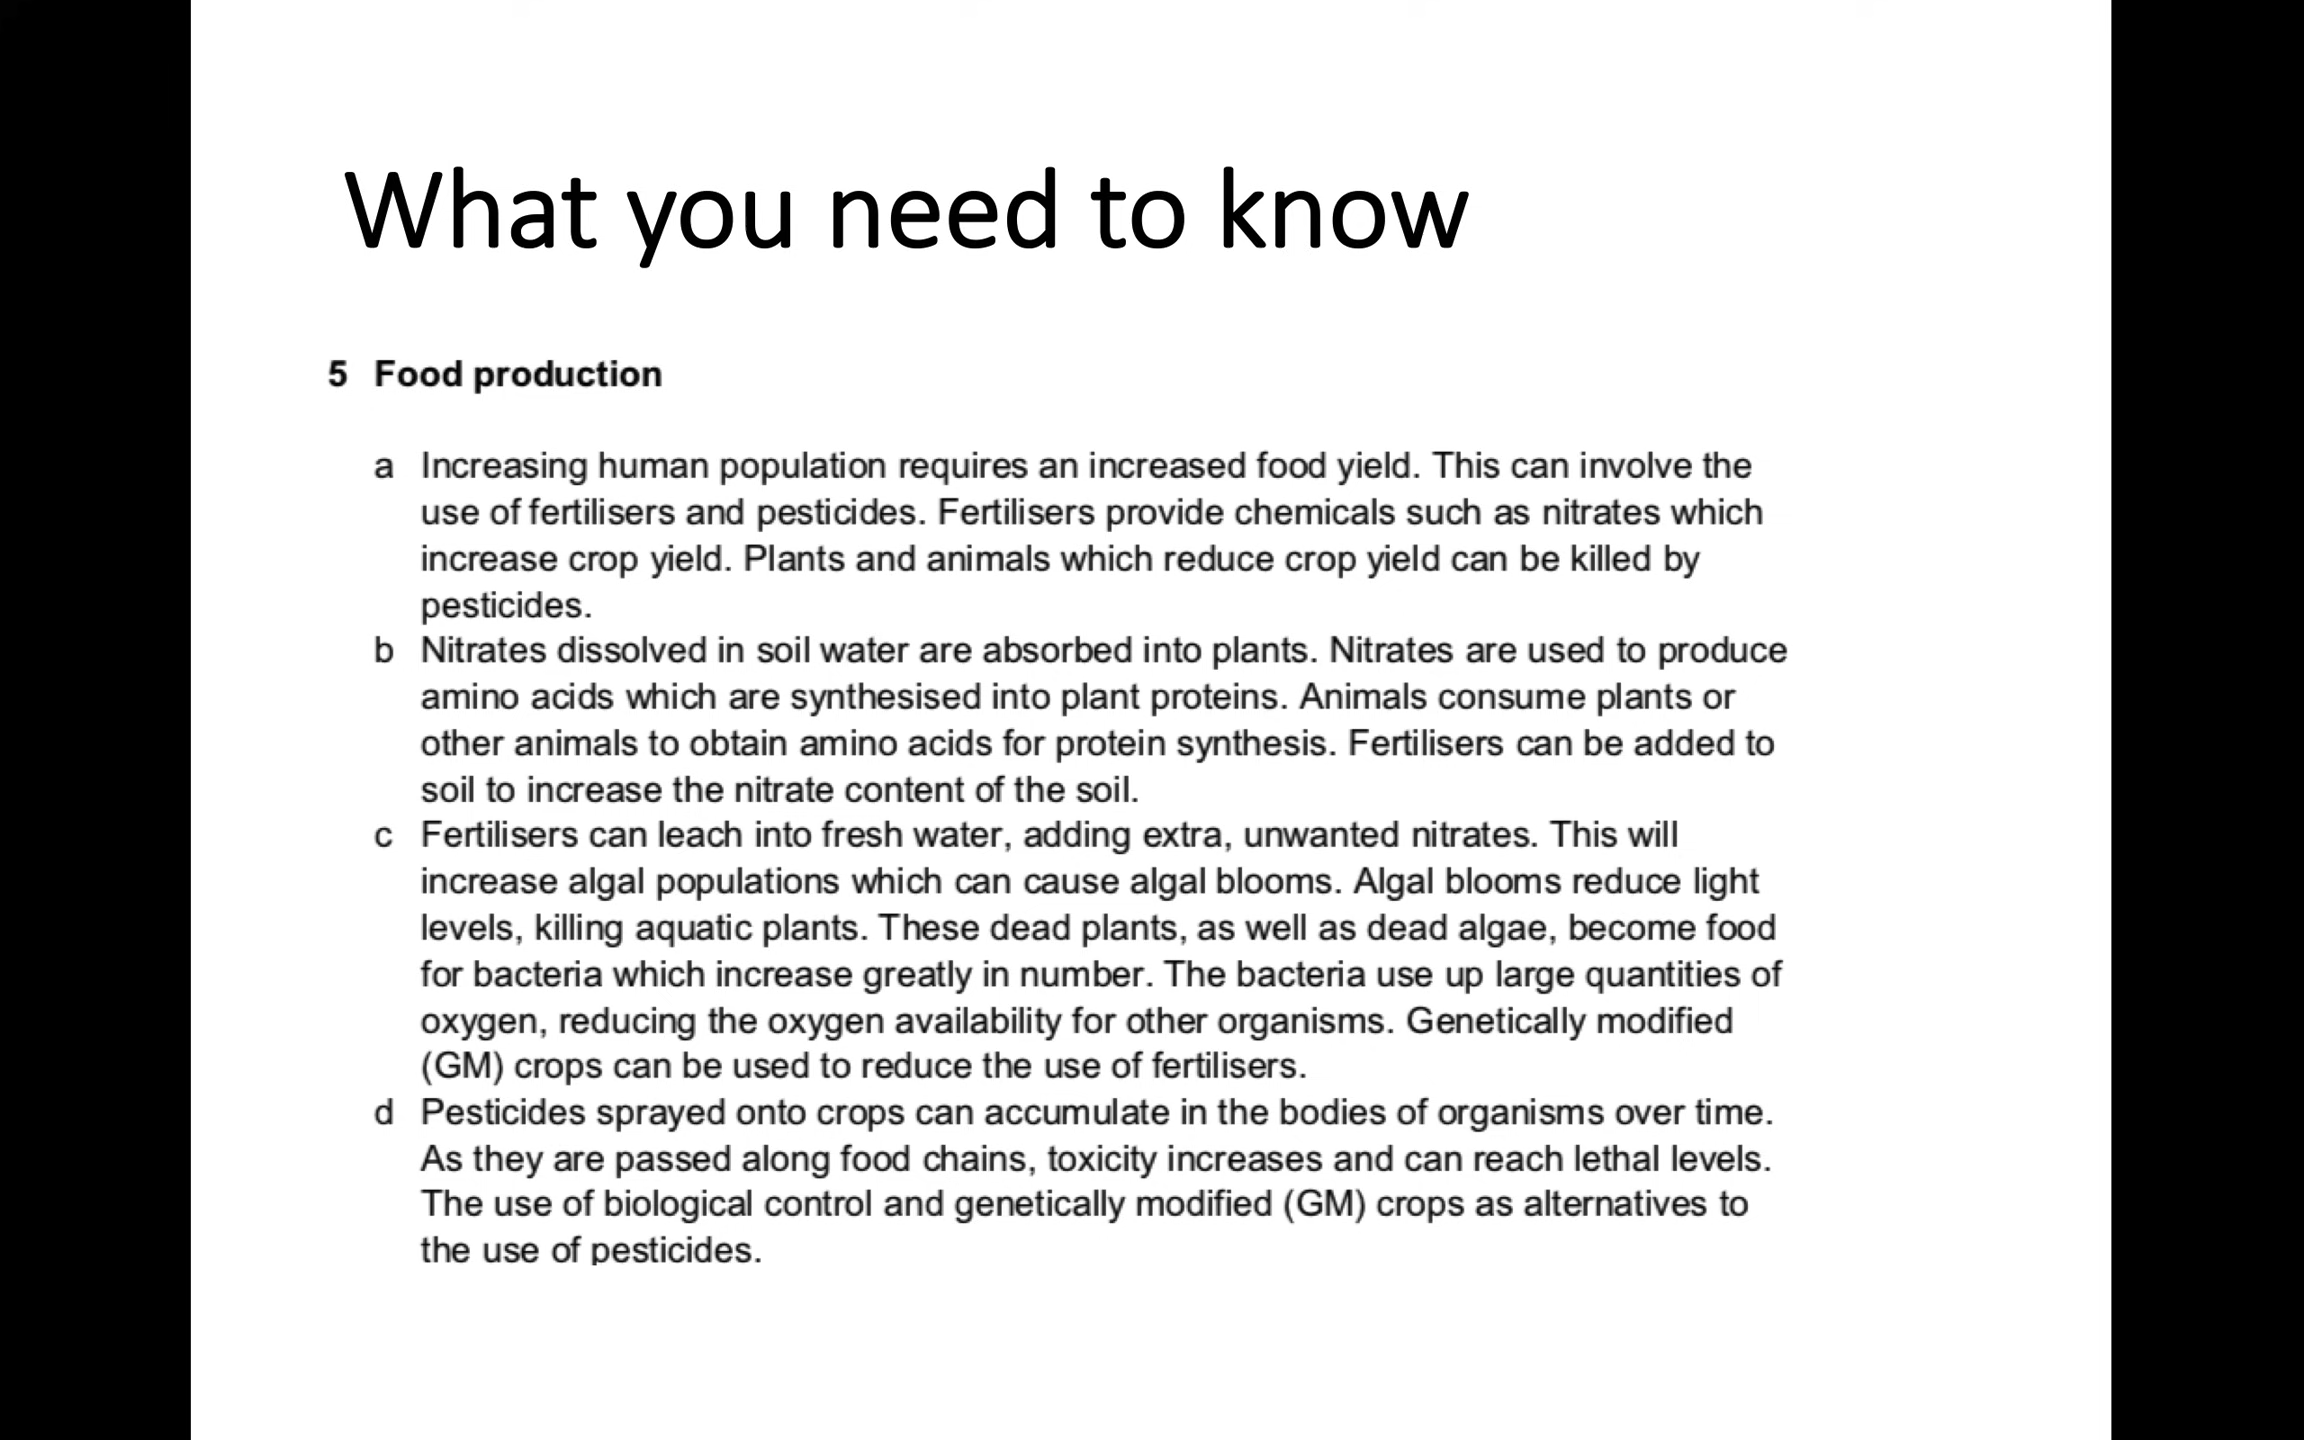 What you need to know
5 Food production
a Increasing human population requires an increased food yield. This can involve the
use of fertilisers and pesticides. Fertilisers provide chemicals such as nitrates which
increase crop yield. Plants and animals which reduce crop yield can be killed by
pesticides.
b Nitrates dissolved in soil water are absorbed into plants. Nitrates are used to produce
amino acids which are synthesised into plant proteins. Animals consume plants or
other animals to obtain amino acids for protein synthesis. Fertilisers can be added to
soil to increase the nitrate content of the soil.
c Fertilisers can leach into fresh water, adding extra, unwanted nitrates. This will
increase algal populations which can cause algal blooms. Algal blooms reduce light
levels, killing aquatic plants. These dead plants, as well as dead algae, become food
for bacteria which increase greatly in number. The bacteria use up large quantities of
oxygen, reducing the oxygen availability for other organisms. Genetically modified
(GM) crops can be used to reduce the use of fertilisers.
d Pesticides sprayed onto crops can accumulate in the bodies of organisms over time.
As they are passed along food chains, toxicity increases and can reach lethal levels.
The use of biological control and genetically modified (GM) crops as alternatives to
the use of pesticides.